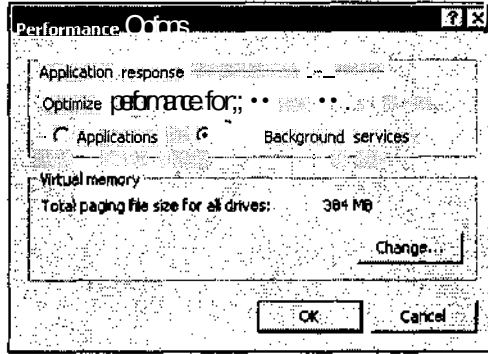 Performance Options
Application response
Optimize performance for:
Applications
Background services
Virtual memory
Total paging file size for all drives: 384 MB
Change...
OK
Cancel